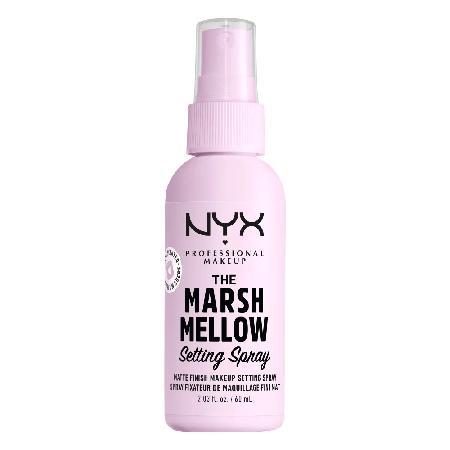 NYX
PROFESSIONAL
MAKEUP
THE
MARSH
MELLOW
Setting Spray
MATTE FINISH MAKEUP SETTING SPRAY
SPRAY FIXATEUR DE MAQUILLAGE FINI MAT
2.03 fl. oz. / 60 mL